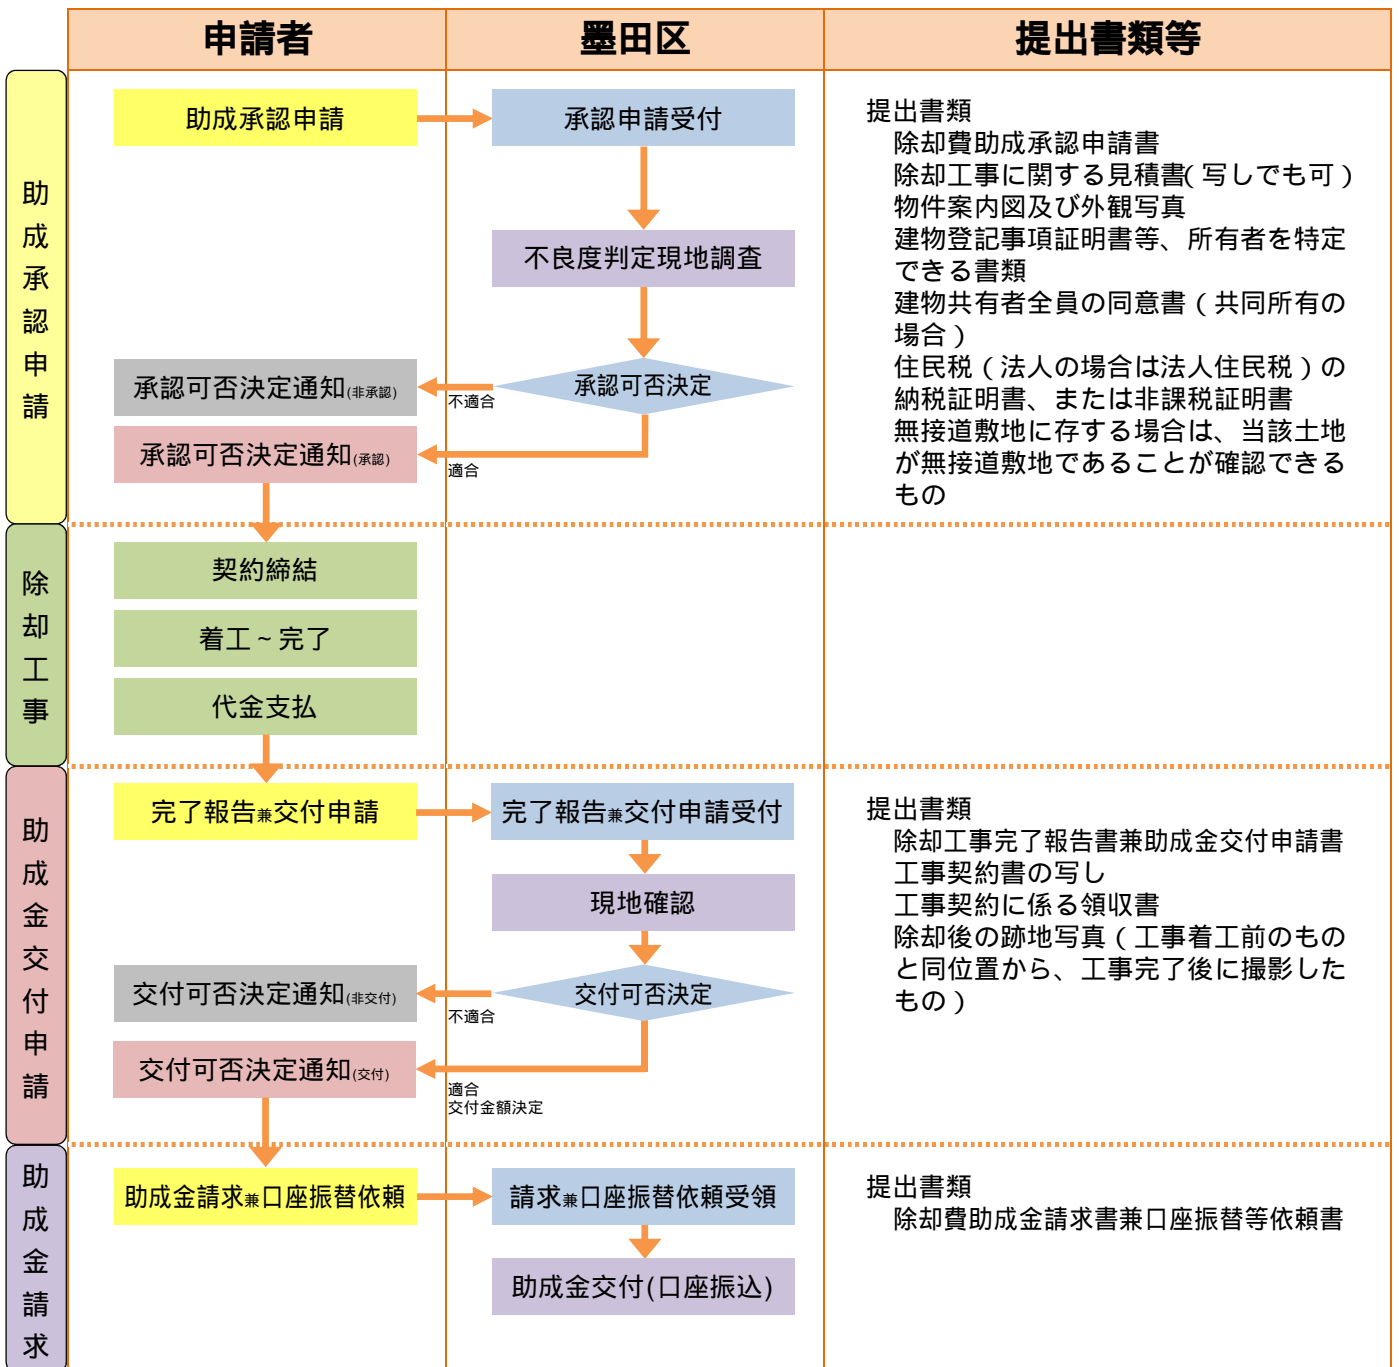 申請者
墨田区
提出書類等
助成承認申請
助成承認申請
承認申請受付
不良度判定現地調査
承認可否決定
不適合
承認可否決定通知(非承認)
適合
承認可否決定通知(承認)
提出書類
除却費助成承認申請書
除却工事に関する見積書(写しでも可)
物件案内図及び外観写真
建物登記事項証明書等、所有者を特定
できる書類
建物共有者全員の同意書(共同所有の
場合)
住民税(法人の場合は法人住民税)の
納税証明書、または非課税証明書
無接道敷地に存する場合は、当該土地
が無接道敷地であることが確認できる
もの
除却工事
契約締結
着工~完了
代金支払
助成金交付申請
完了報告兼交付申請
完了報告兼交付申請受付
現地確認
交付可否決定
不適合
交付可否決定通知(非交付)
適合
交付金額決定
交付可否決定通知(交付)
提出書類
除却工事完了報告書兼助成金交付申請書
工事契約書の写し
工事契約に係る領収書
除却後の跡地写真(工事着工前のもの
と同位置から、工事完了後に撮影した
もの)
助成金請求
助成金請求兼口座振替依頼
請求兼口座振替依頼受領
助成金交付(口座振込)
提出書類
除却費助成金請求書兼口座振替等依頼書